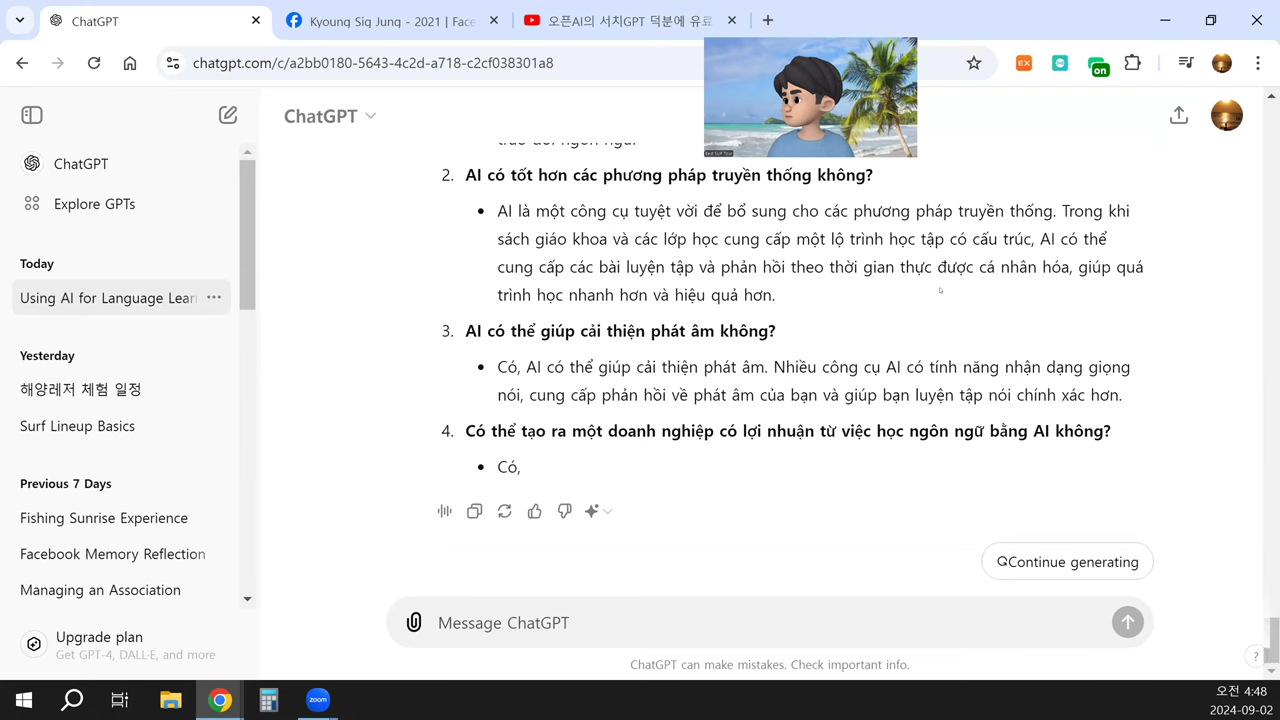 ChatGPT
Kyoung Sig Jung - 2021 | Face
오픈AI의 서치GPT 덕분에 유료
chatgpt.com/c/a2bb0180-5643-4c2d-a718-c2cf038301a8
EX
on
ChatGPT
ChatGPT
Explore GPTs
Today
Using AI for Language Lear
Yesterday
해양레저 체험 일정
Surf Lineup Basics
Previous 7 Days
Fishing Sunrise Experience
Facebook Memory Reflection
Managing an Association
Upgrade plan
Get GPT-4, DALL·E, and more
2. AI có tốt hơn các phương pháp truyền thống không?
• AI là một công cụ tuyệt vời để bổ sung cho các phương pháp truyền thống. Trong khi
sách giáo khoa và các lớp học cung cấp một lộ trình học tập có cấu trúc, AI có thể
cung cấp các bài luyện tập và phản hồi theo thời gian thực được cá nhân hóa, giúp quá
trình học nhanh hơn và hiệu quả hơn.
3. AI có thể giúp cải thiện phát âm không?
• Có, AI có thể giúp cải thiện phát âm. Nhiều công cụ AI có tính năng nhận dạng giọng
nói, cung cấp phản hồi về phát âm của bạn và giúp bạn luyện tập nói chính xác hơn.
4. Có thể tạo ra một doanh nghiệp có lợi nhuận từ việc học ngôn ngữ bằng AI không?
• Có,
Continue generating
Message ChatGPT
ChatGPT can make mistakes. Check important info.
?
zoom
오전 4:48
2024-09-02